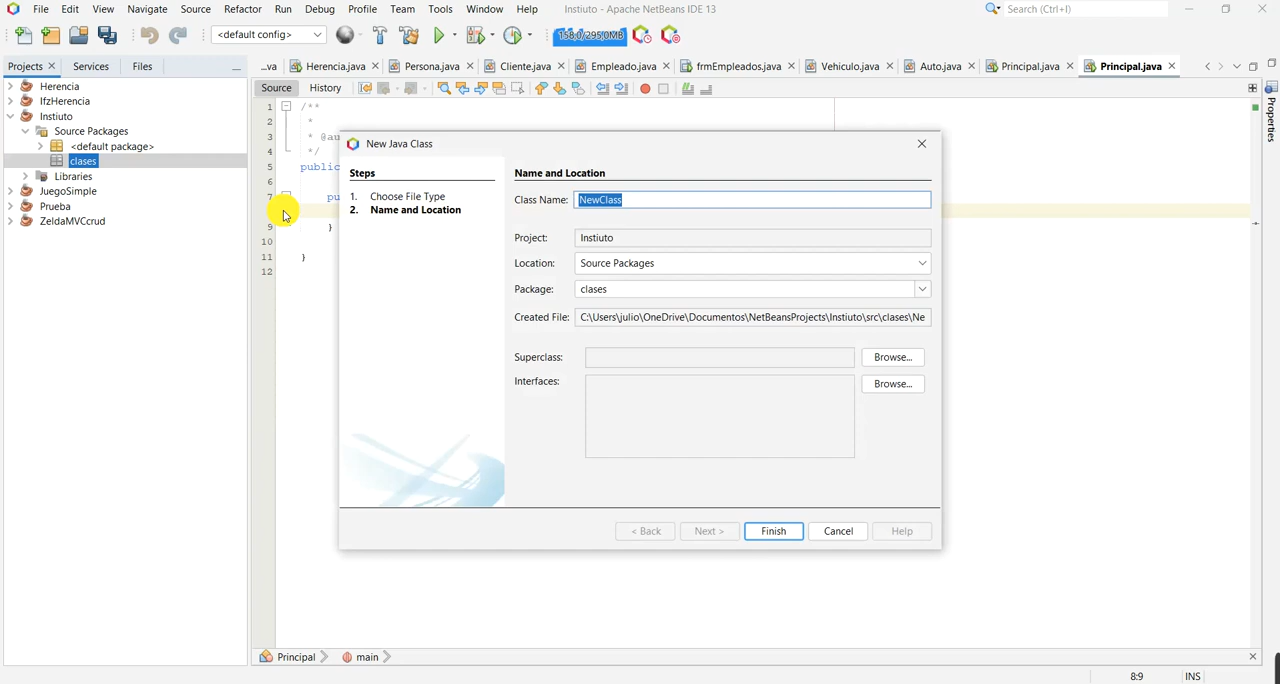 File Edit View Navigate Source Refactor Run Debug Profile Team Tools Window Help Instiuto - Apache NetBeans IDE 13 Search (Ctrl+I)
<default config> 158,0/295,0MB
Projects Services Files
...va Herencia.java Persona.java Cliente.java Empleado.java frmEmpleados.java Vehiculo.java Auto.java Principal.java Principal.java
Source History
Herencia
IfzHerencia
Instiuto
Source Packages
<default package>
clases
Libraries
JuegoSimple
Prueba
ZeldaMVCcrud
1 /**
2 *
3 * @au
4 */
5 public
6
7 pu
9 }
10
11 }
12
New Java Class
Steps
1. Choose File Type
2. Name and Location
Name and Location
Class Name: NewClass
Project: Instiuto
Location: Source Packages
Package: clases
Created File: C:\Users\julio\OneDrive\Documentos\NetBeansProjects\Instiuto\src\clases\Ne
Superclass: Browse...
Interfaces: Browse...
< Back Next > Finish Cancel Help
Properties
Principal main
8:9 INS